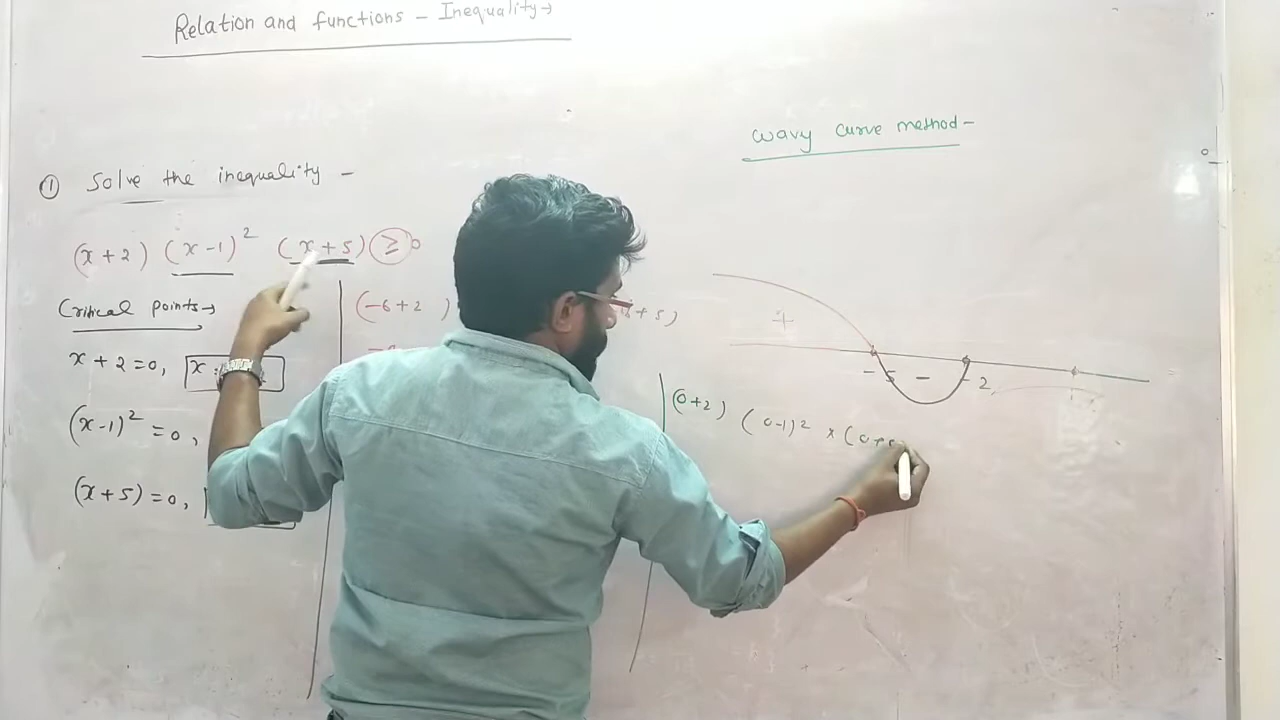 Relation and functions - Inequality →
wavy curve method -
① Solve the inequality -
(x+2) (x-1)² (x+5) ≥ 0
Critical points →
x + 2 = 0, x
(x-1)² = 0,
(x+5) = 0,
(-6+2) + 5)
+
-5 - -2
(0+2) (0-1)² × (0+